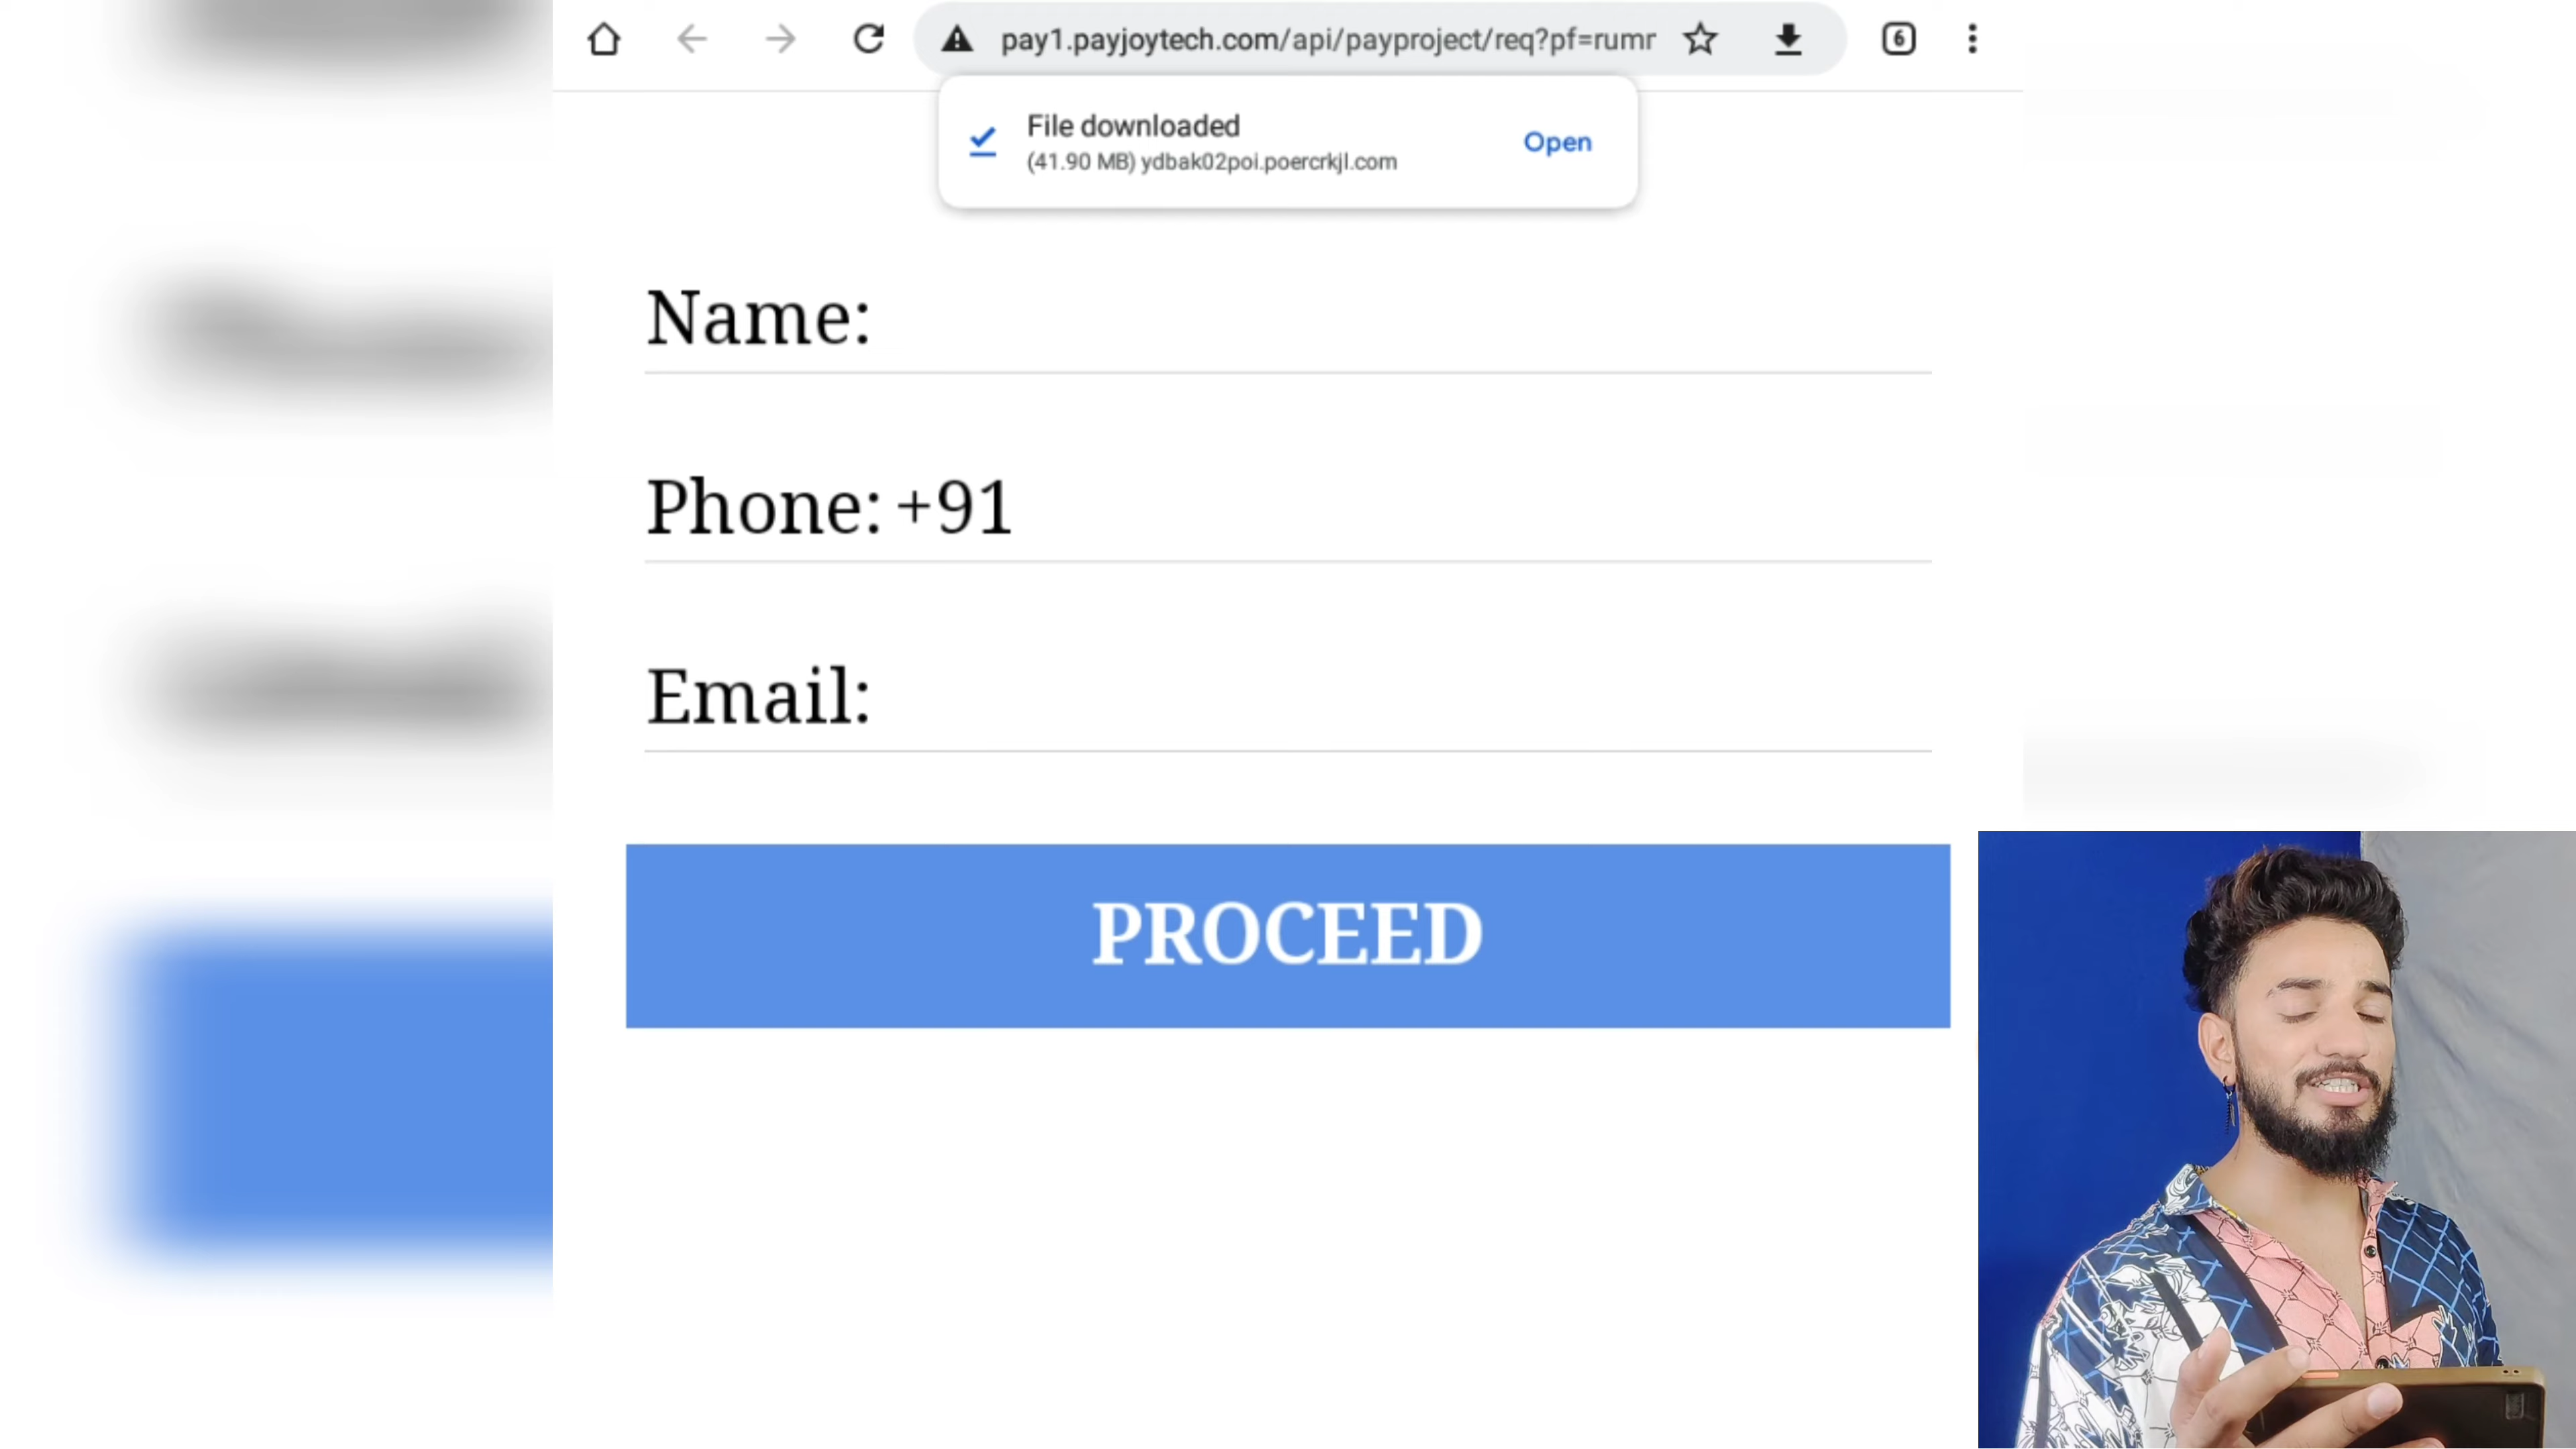 pay1.payjoytech.com/api/payproject/req?pf=rumr
6
File downloaded
(41.90 MB) ydbak02poi.poercrkjl.com
Open
Name:
Phone: +91
Email:
PROCEED